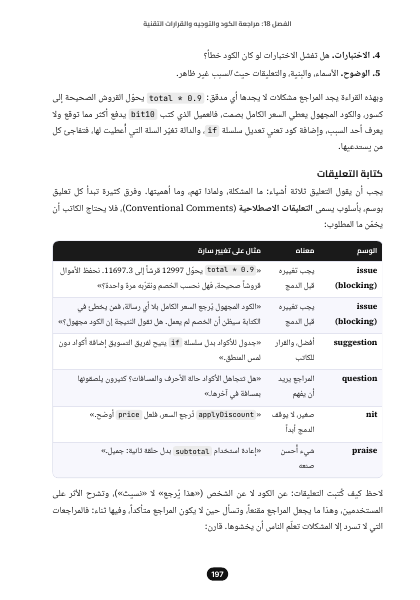 الفصل 18: مراجعة الكود والتوجيه والقرارات التقنية
4. الاختبارات. هل تفشل الاختبارات لو كان الكود خطأ؟
5. الوضوح. الأسماء، والبنية، والتعليقات حيث السبب غير ظاهر.
وبهذه القراءة يجد المراجع مشكلات لا يجدها أي مدقق: total * 0.9 يحوّل القروش الصحيحة إلى
كسور، والكود المجهول يعطي السعر الكامل بصمت، فالعميل الذي كتب bit10 يدفع أكثر مما توقع ولا
يعرف أحد السبب، وإضافة كود تعني تعديل سلسلة if، والدالة تغيّر السلة التي أُعطيت لها، فتفاجئ كل
من يستدعيها.
كتابة التعليقات
يجب أن يقول التعليق ثلاثة أشياء: ما المشكلة، ولماذا تهم، وما أهميتها. وفرق كثيرة تبدأ كل تعليق
بوسم، بأسلوب يسمى التعليقات الاصطلاحية (Conventional Comments)، فلا يحتاج الكاتب أن
يخمّن ما المطلوب:
الوسم معناه مثال على تغيير سارة
issue يجب تغييره «total * 0.9 يحوّل 12997 قرشاً إلى 11697.3. نحفظ الأموال
(blocking) قبل الدمج قروشاً صحيحة، فهل نحسب الخصم ونقرّبه مرة واحدة؟»
issue يجب تغييره «الكود المجهول يُرجع السعر الكامل بلا أي رسالة، فمن يخطئ في
(blocking) قبل الدمج الكتابة سيظن أن الخصم لم يعمل. هل نقول النتيجة إن الكود مجهول؟»
suggestion أفضل، والقرار «جدول للأكواد بدل سلسلة if يتيح لفريق التسويق إضافة أكواد دون
للكاتب لمس المنطق.»
question المراجع يريد «هل نتجاهل الأكواد حالة الأحرف والمسافات؟ كثيرون يلصقونها
أن يفهم بمسافة في آخرها.»
nit صغير، لا يوقف «applyDiscount تُرجع السعر، فلعل price أوضح.»
الدمج أبداً
praise شيء أُحسن «إعادة استخدام subtotal بدل حلقة ثانية: جميل.»
صنعه
لاحظ كيف كُتبت التعليقات: عن الكود لا عن الشخص («هذا يُرجع» لا «نسيتَ»)، وتشرح الأثر على
المستخدمين، وهذا ما يجعل المراجع مقنعاً، وتسأل حين لا يكون المراجع متأكداً، وفيها ثناء: فالمراجعات
التي لا تسرد إلا المشكلات تعلّم الناس أن يخشوها. قارن:
197